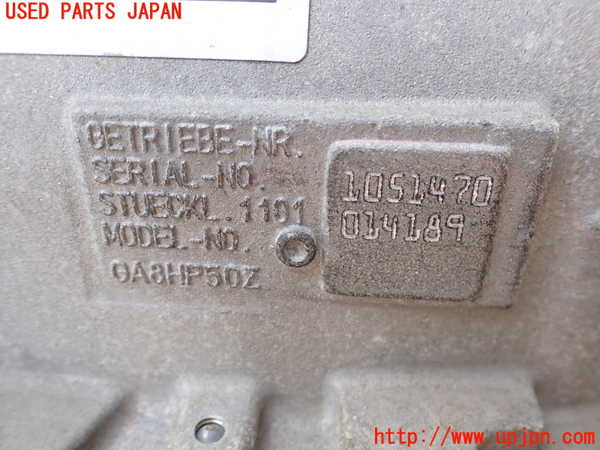 USED PARTS JAPAN
GETRIEBE-NR.
SERIAL-NO.
STUECKL.1101
MODEL-NO.
GA8HP50Z
1051470
014189
http://www.upjpn.com